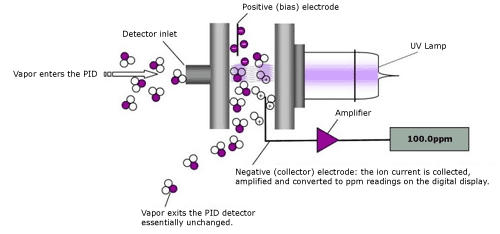 Positive (bias) electrode
Detector inlet
UV Lamp
Vapor enters the PID
Amplifier
100.0ppm
Negative (collector) electrode: the ion current is collected,
amplified and converted to ppm readings on the digital display.
Vapor exits the PID detector
essentially unchanged.